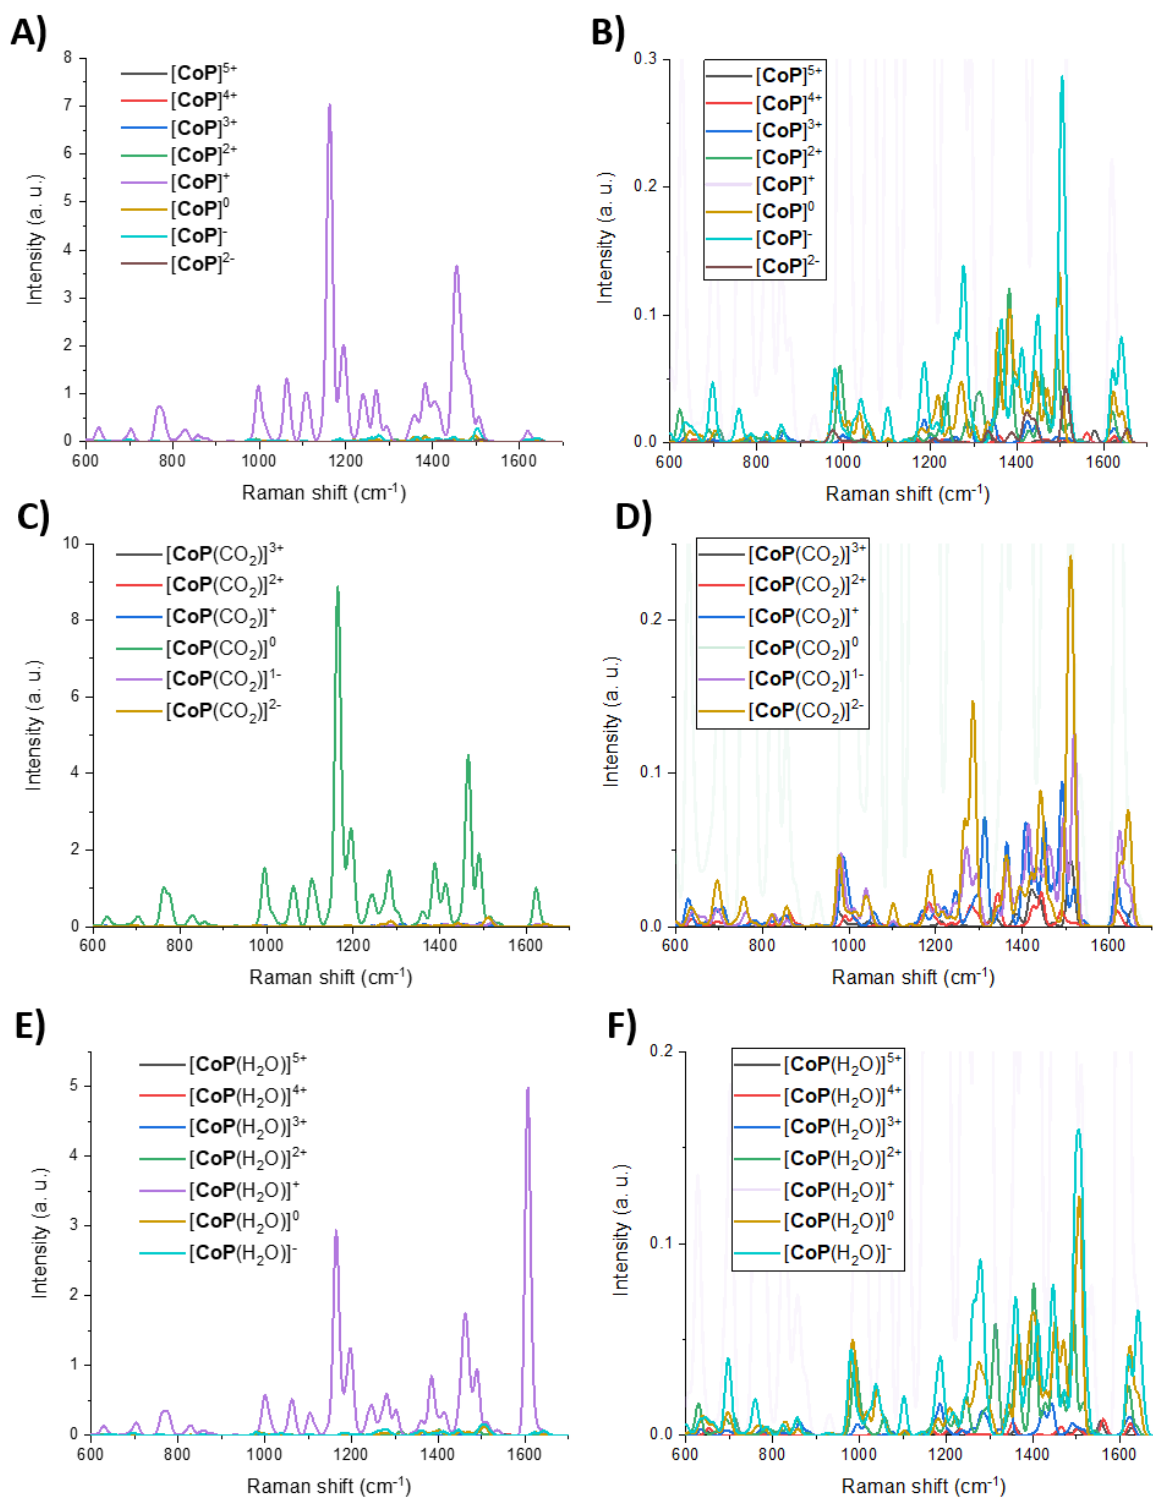 A)
8
7
6
5
4
3
2
1
0
Intensity (a. u.)
[CoP]⁵⁺
[CoP]⁴⁺
[CoP]³⁺
[CoP]²⁺
[CoP]⁺
[CoP]⁰
[CoP]⁻
[CoP]²⁻
600 800 1000 1200 1400 1600
Raman shift (cm⁻¹)
B)
0.3
0.2
0.1
0.0
Intensity (a. u.)
[CoP]⁵⁺
[CoP]⁴⁺
[CoP]³⁺
[CoP]²⁺
[CoP]⁺
[CoP]⁰
[CoP]⁻
[CoP]²⁻
600 800 1000 1200 1400 1600
Raman shift (cm⁻¹)
C)
10
8
6
4
2
0
Intensity (a. u.)
[CoP(CO₂)]³⁺
[CoP(CO₂)]²⁺
[CoP(CO₂)]⁺
[CoP(CO₂)]⁰
[CoP(CO₂)]¹⁻
[CoP(CO₂)]²⁻
600 800 1000 1200 1400 1600
Raman shift (cm⁻¹)
D)
0.2
0.1
0.0
Intensity (a. u.)
[CoP(CO₂)]³⁺
[CoP(CO₂)]²⁺
[CoP(CO₂)]⁺
[CoP(CO₂)]⁰
[CoP(CO₂)]¹⁻
[CoP(CO₂)]²⁻
600 800 1000 1200 1400 1600
Raman shift (cm⁻¹)
E)
5
4
3
2
1
0
Intensity (a. u.)
[CoP(H₂O)]⁵⁺
[CoP(H₂O)]⁴⁺
[CoP(H₂O)]³⁺
[CoP(H₂O)]²⁺
[CoP(H₂O)]⁺
[CoP(H₂O)]⁰
[CoP(H₂O)]⁻
600 800 1000 1200 1400 1600
Raman shift (cm⁻¹)
F)
0.2
0.1
0.0
Intensity (a. u.)
[CoP(H₂O)]⁵⁺
[CoP(H₂O)]⁴⁺
[CoP(H₂O)]³⁺
[CoP(H₂O)]²⁺
[CoP(H₂O)]⁺
[CoP(H₂O)]⁰
[CoP(H₂O)]⁻
600 800 1000 1200 1400 1600
Raman shift (cm⁻¹)